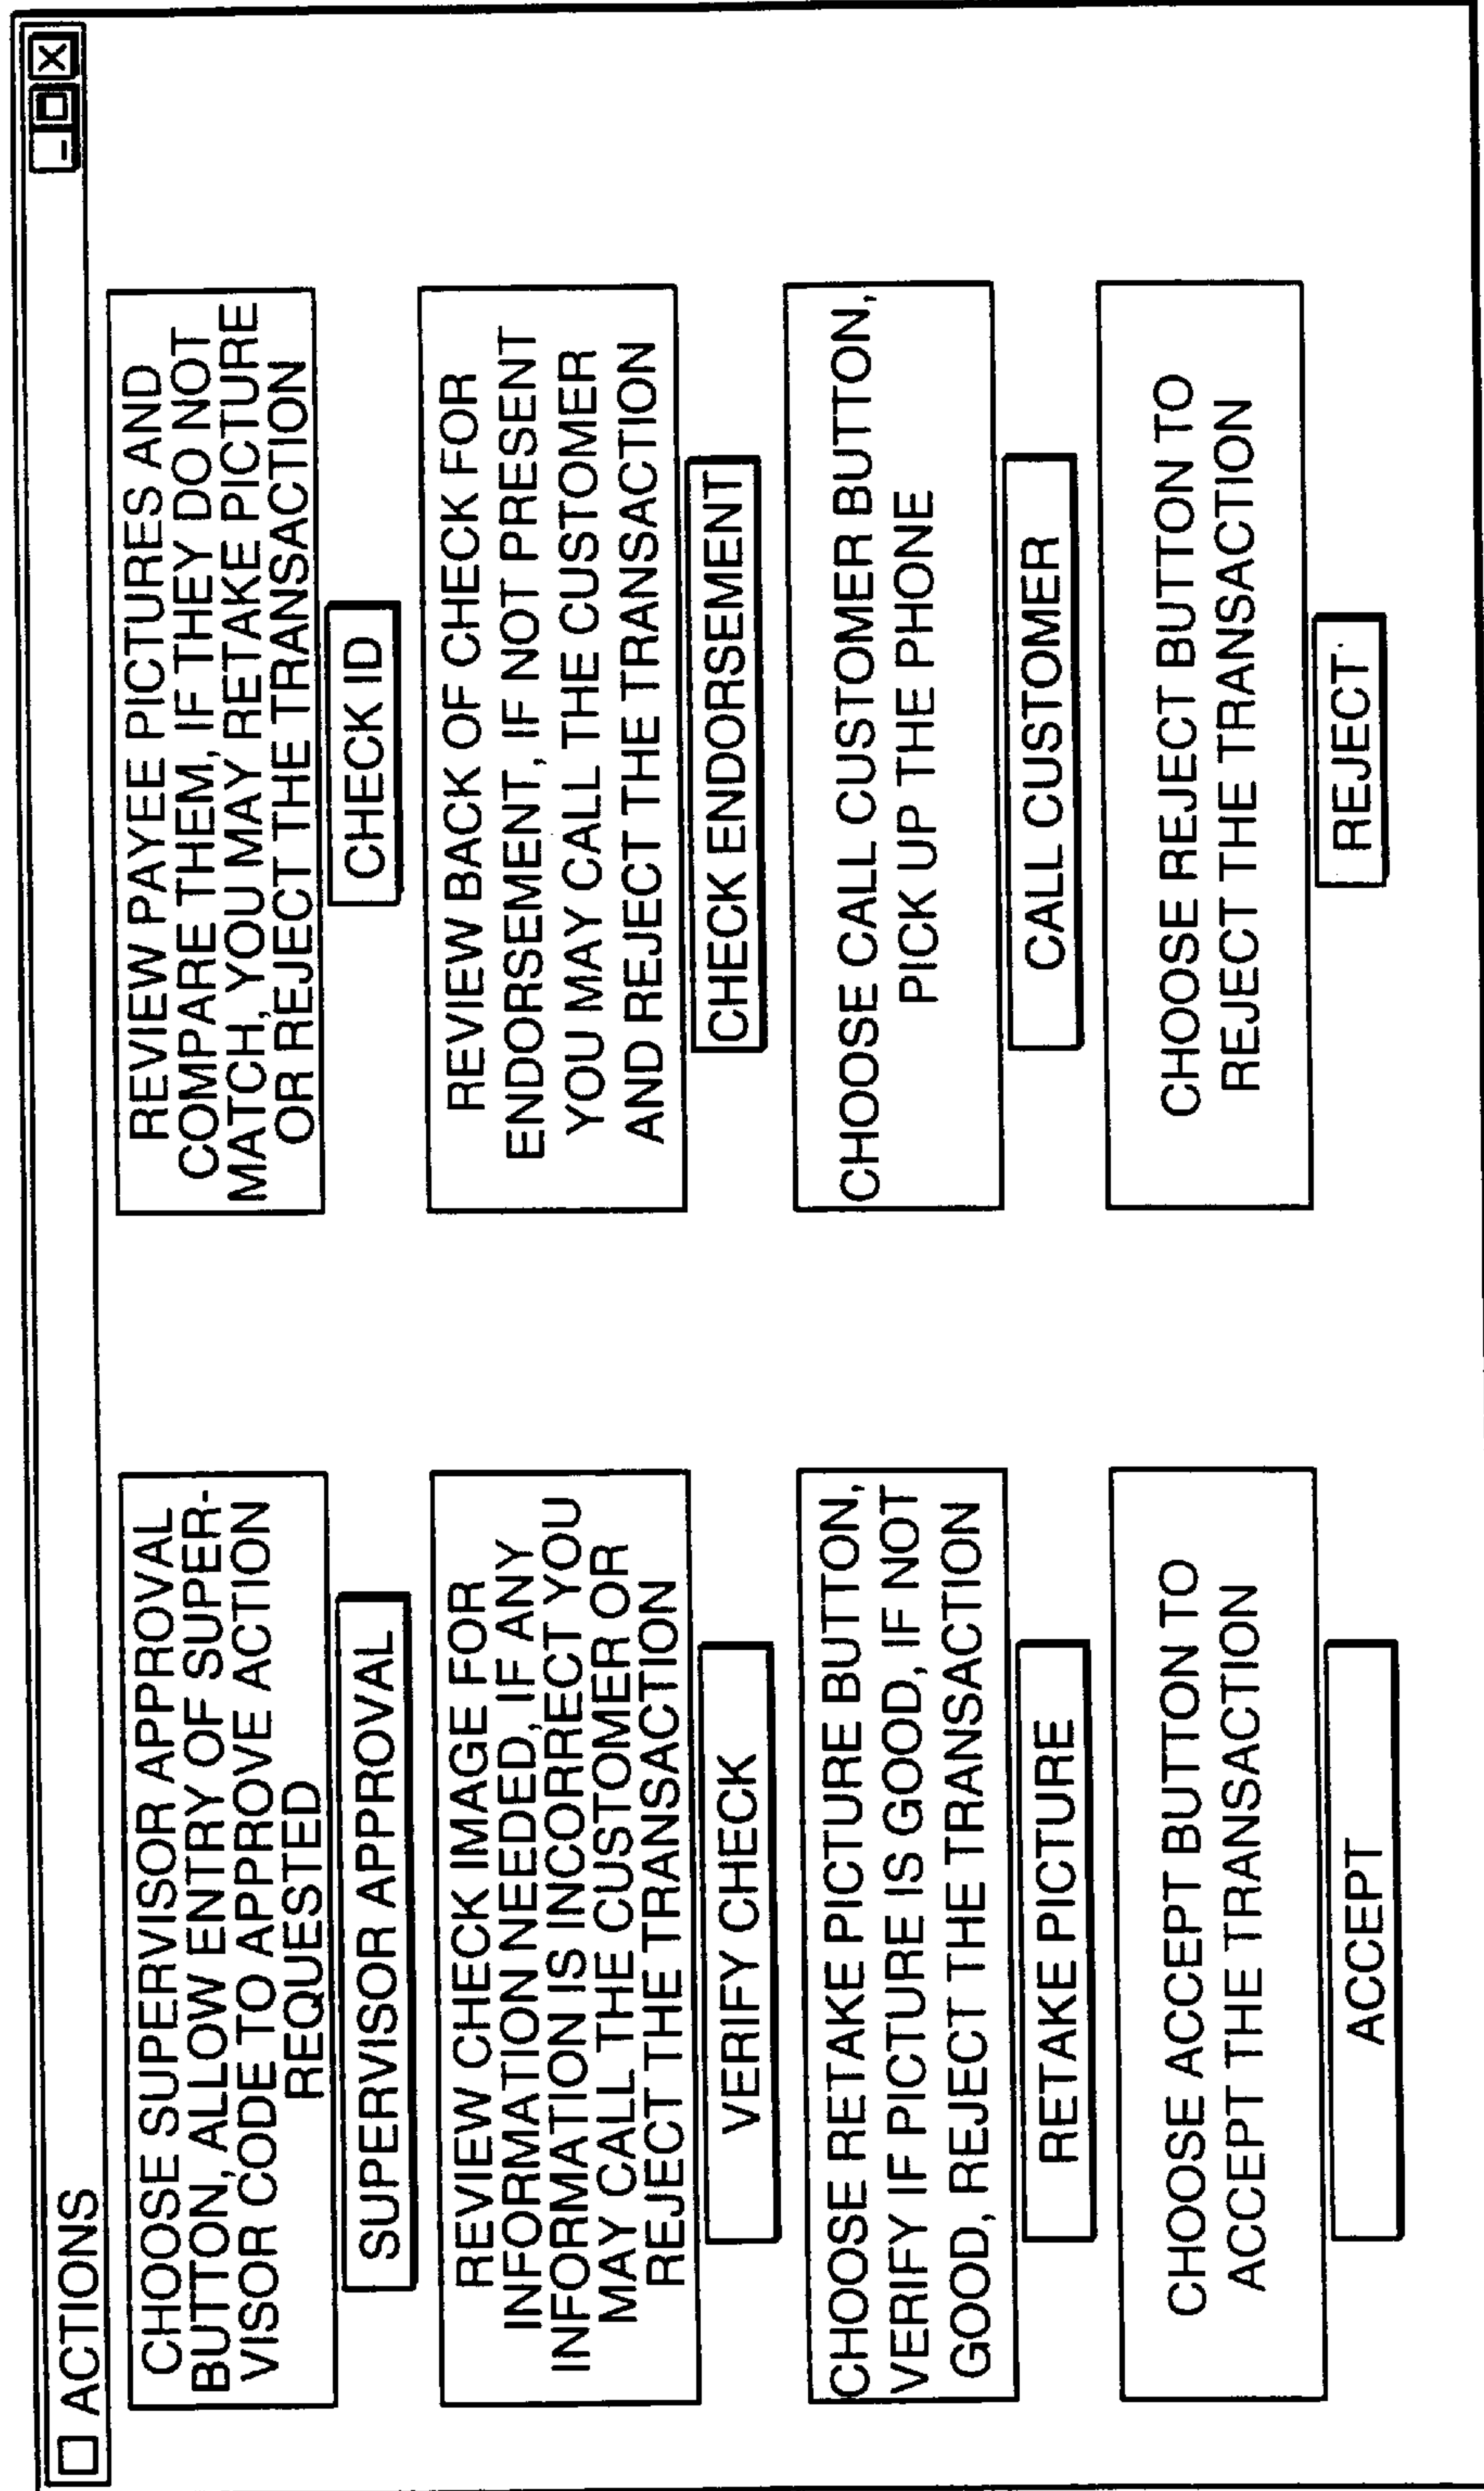 ACTIONS
CHOOSE SUPERVISOR APPROVAL
BUTTON, ALLOW ENTRY OF SUPER-
VISOR CODE TO APPROVE ACTION
REQUESTED
SUPERVISOR APPROVAL
REVIEW PAYEE PICTURES AND
COMPARE THEM, IF THEY DO NOT
MATCH, YOU MAY RETAKE PICTURE
OR REJECT THE TRANSACTION
CHECK ID
REVIEW CHECK IMAGE FOR
INFORMATION NEEDED, IF ANY
INFORMATION IS INCORRECT YOU
MAY CALL THE CUSTOMER OR
REJECT THE TRANSACTION
VERIFY CHECK
REVIEW BACK OF CHECK FOR
ENDORSEMENT, IF NOT PRESENT
YOU MAY CALL THE CUSTOMER
AND REJECT THE TRANSACTION
CHECK ENDORSEMENT
CHOOSE RETAKE PICTURE BUTTON,
VERIFY IF PICTURE IS GOOD, IF NOT
GOOD, REJECT THE TRANSACTION
RETAKE PICTURE
CHOOSE CALL CUSTOMER BUTTON,
PICK UP THE PHONE
CALL CUSTOMER
CHOOSE ACCEPT BUTTON TO
ACCEPT THE TRANSACTION
ACCEPT
CHOOSE REJECT BUTTON TO
REJECT THE TRANSACTION
REJECT